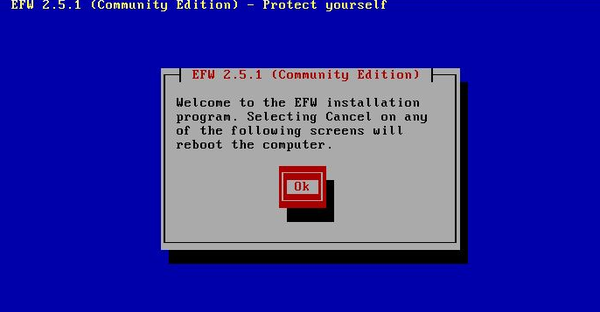 EFW 2.5.1 (Community Edition) - Protect yourself
EFW 2.5.1 (Community Edition)
Welcome to the EFW installation
program. Selecting Cancel on any
of the following screens will
reboot the computer.
Ok